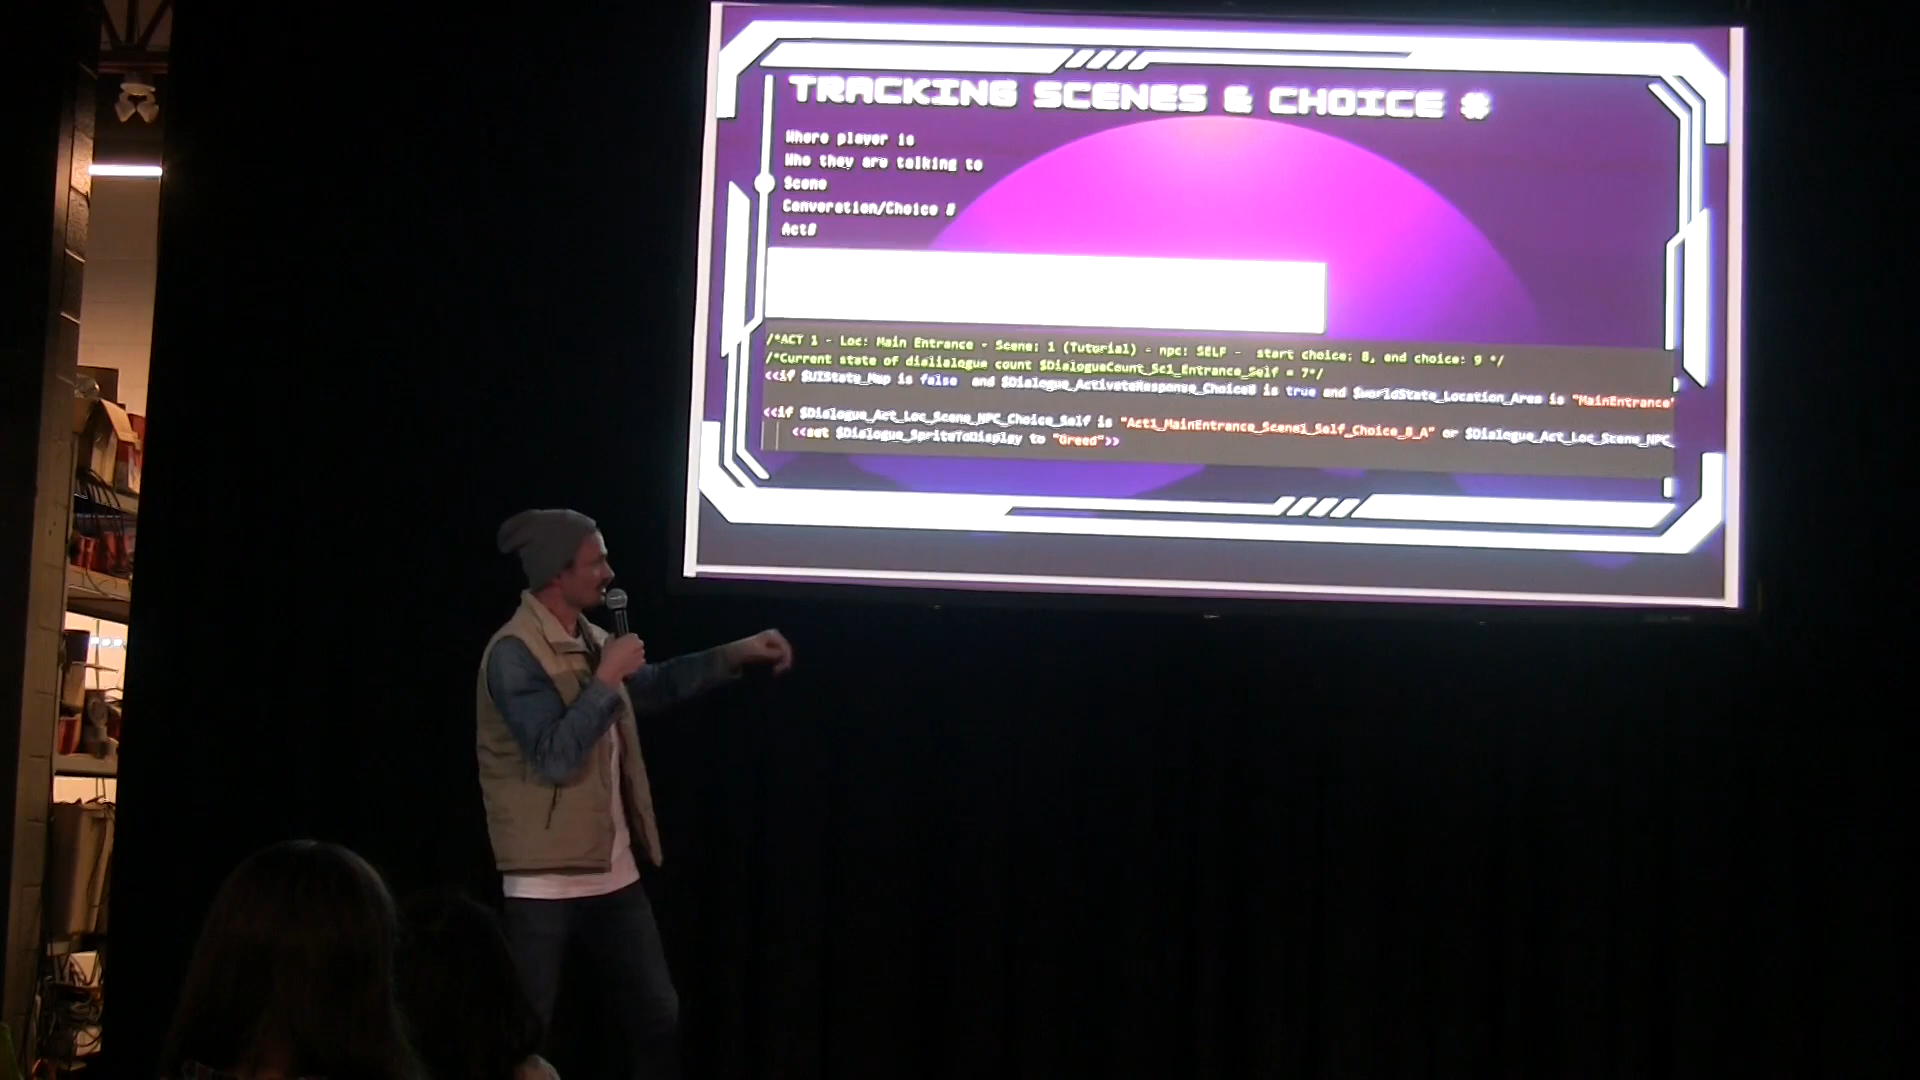 TRACKING SCENES & CHOICE #
Where player is
Who they are talking to
Scene
Converation/Choice #
Act#
/*ACT 1 - Loc: Main Entrance - Scene: 1 (Tutorial) - npc: SELF - start choice: 8, end choice: 9 */
/*Current state of dialialogue count $DialogueCount_Sc1_Entrance_Self = 7*/
<<if $UIState_Map is false and $Dialogue_ActivateResponse_Choice8 is true and $worldState_Location_Area is "MainEntrance"
<<if $Dialogue_Act_Loc_Scene_NPC_Choice_Self is "Act1_MainEntrance_Scene1_Self_Choice_8_A" or $Dialogue_Act_Loc_Scene_NPC_
<<set $Dialogue_SpriteToDisplay to "Greed">>